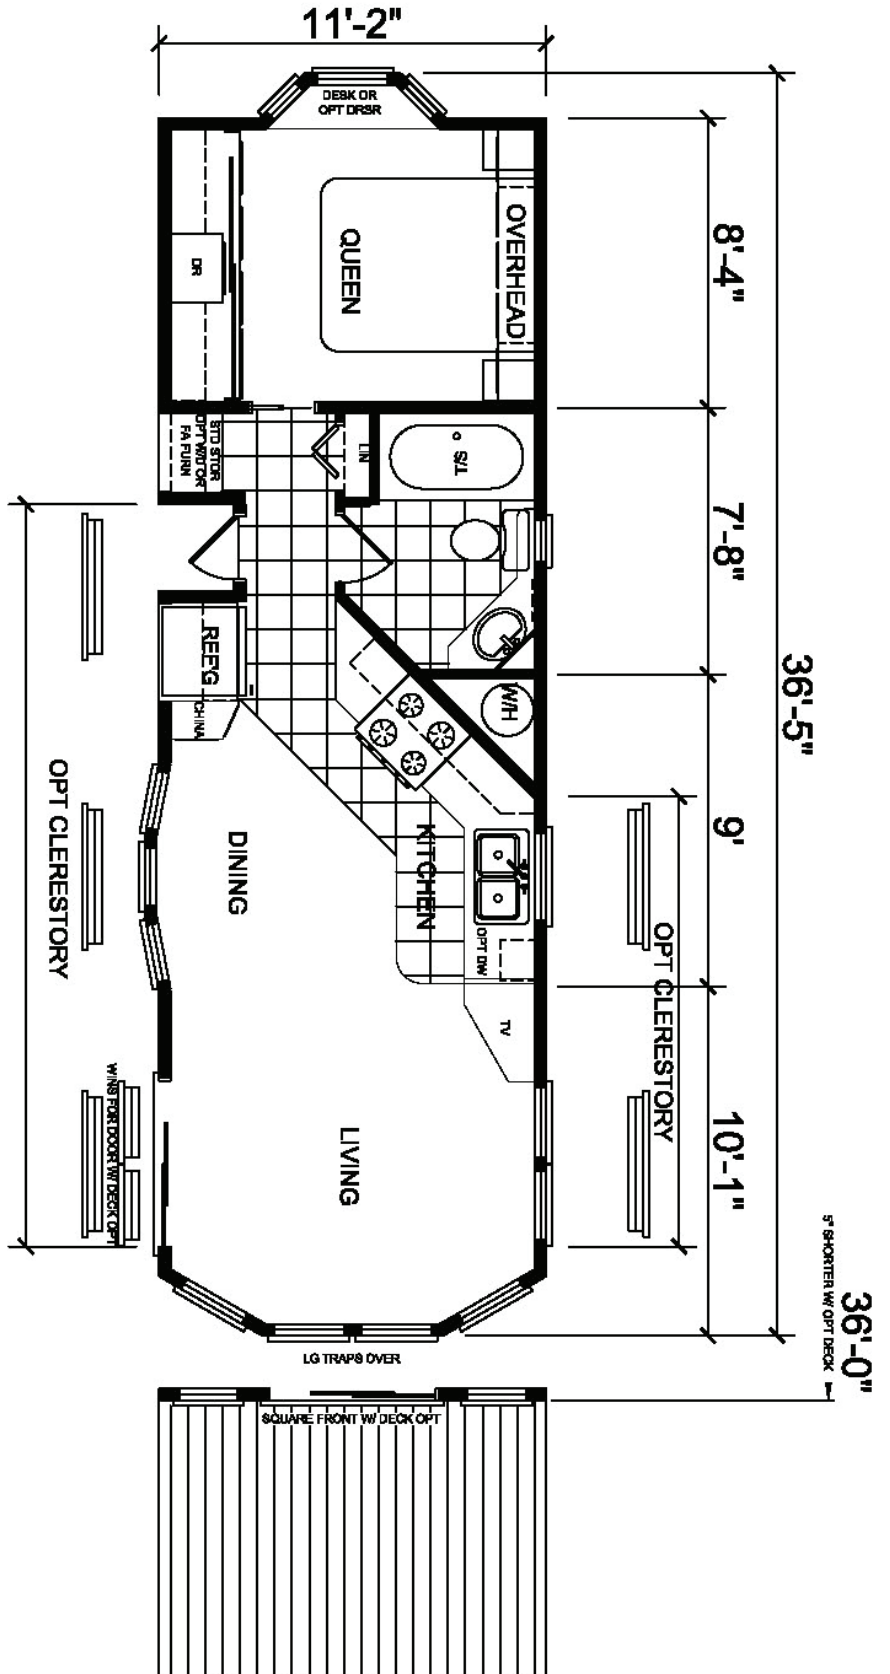 11'-2"
DESK OR
OPT DRSR
8'-4"
OVERHEAD
QUEEN
DR
STD STOR
OPT W/D OR
FA FURN
LIN
S/T
7'-8"
36'-5"
REFG
CHINA
W/H
9'
OPT CLERESTORY
DINING
KITCHEN
OPT DW
TV
OPT CLERESTORY
10'-1"
WINS FOR DOOR W/ DECK OPT
LIVING
5" SHORTER W/ OPT DECK
36'-0"
LG TRAPS OVER
SQUARE FRONT W/ DECK OPT